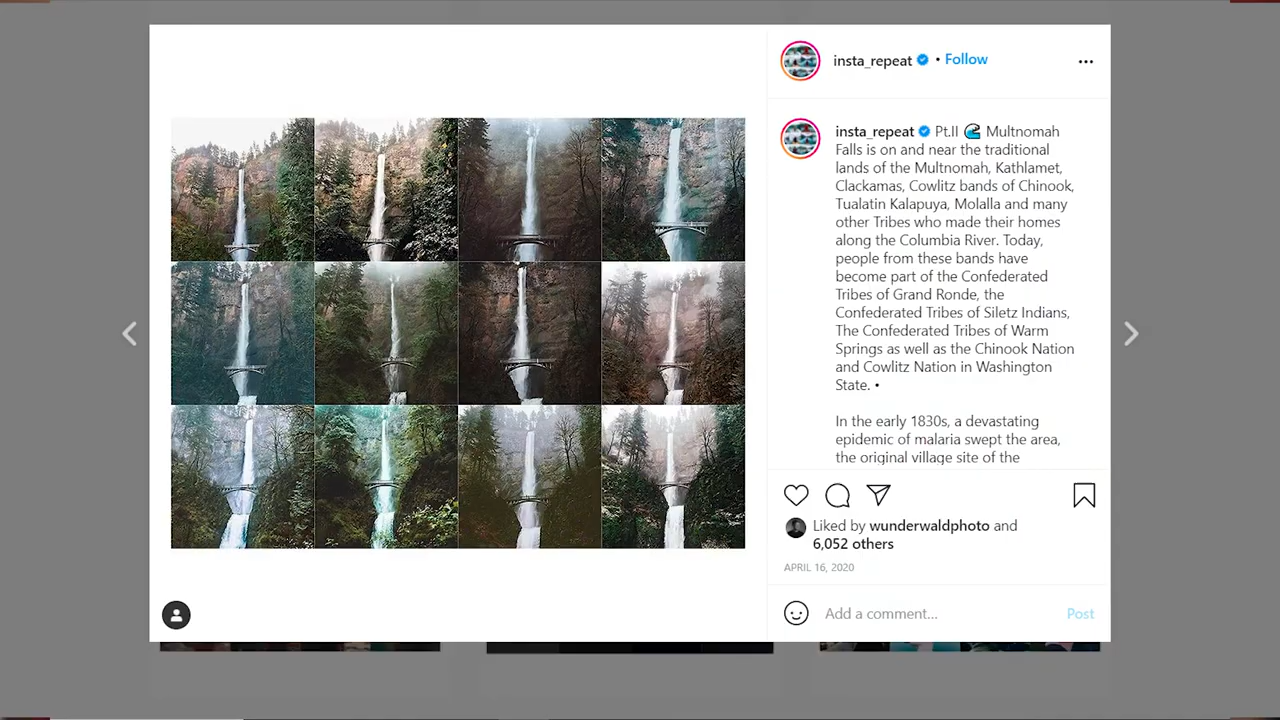 insta_repeat • Follow
insta_repeat Pt.II 🌊 Multnomah
Falls is on and near the traditional
lands of the Multnomah, Kathlamet,
Clackamas, Cowlitz bands of Chinook,
Tualatin Kalapuya, Molalla and many
other Tribes who made their homes
along the Columbia River. Today,
people from these bands have
become part of the Confederated
Tribes of Grand Ronde, the
Confederated Tribes of Siletz Indians,
The Confederated Tribes of Warm
Springs as well as the Chinook Nation
and Cowlitz Nation in Washington
State. •
In the early 1830s, a devastating
epidemic of malaria swept the area,
the original village site of the
Liked by wunderwaldphoto and
6,052 others
APRIL 16, 2020
Add a comment...
Post